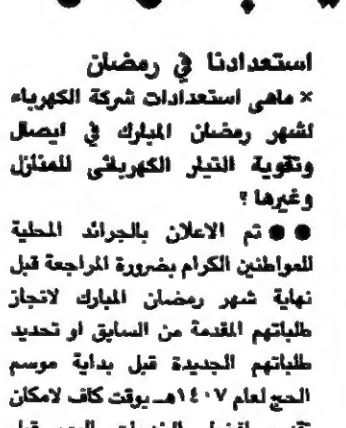 استعدادنا في رمضان
× ماهى استعدادات شركة الكهرباء
لشهر رمضان المبارك في ايصال
وتقوية التيار الكهربائى للمنازل
وغيرها ؟
●● تم الاعلان بالجرائد المحلية
للمواطنين الكرام بضرورة المراجعة قبل
نهاية شهر رمضان المبارك لانجاز
طلباتهم المقدمة من السابق او تحديد
طلباتهم الجديدة قبل بداية موسم
الحج لعام ١٤٠٧هـ بوقت كاف لامكان